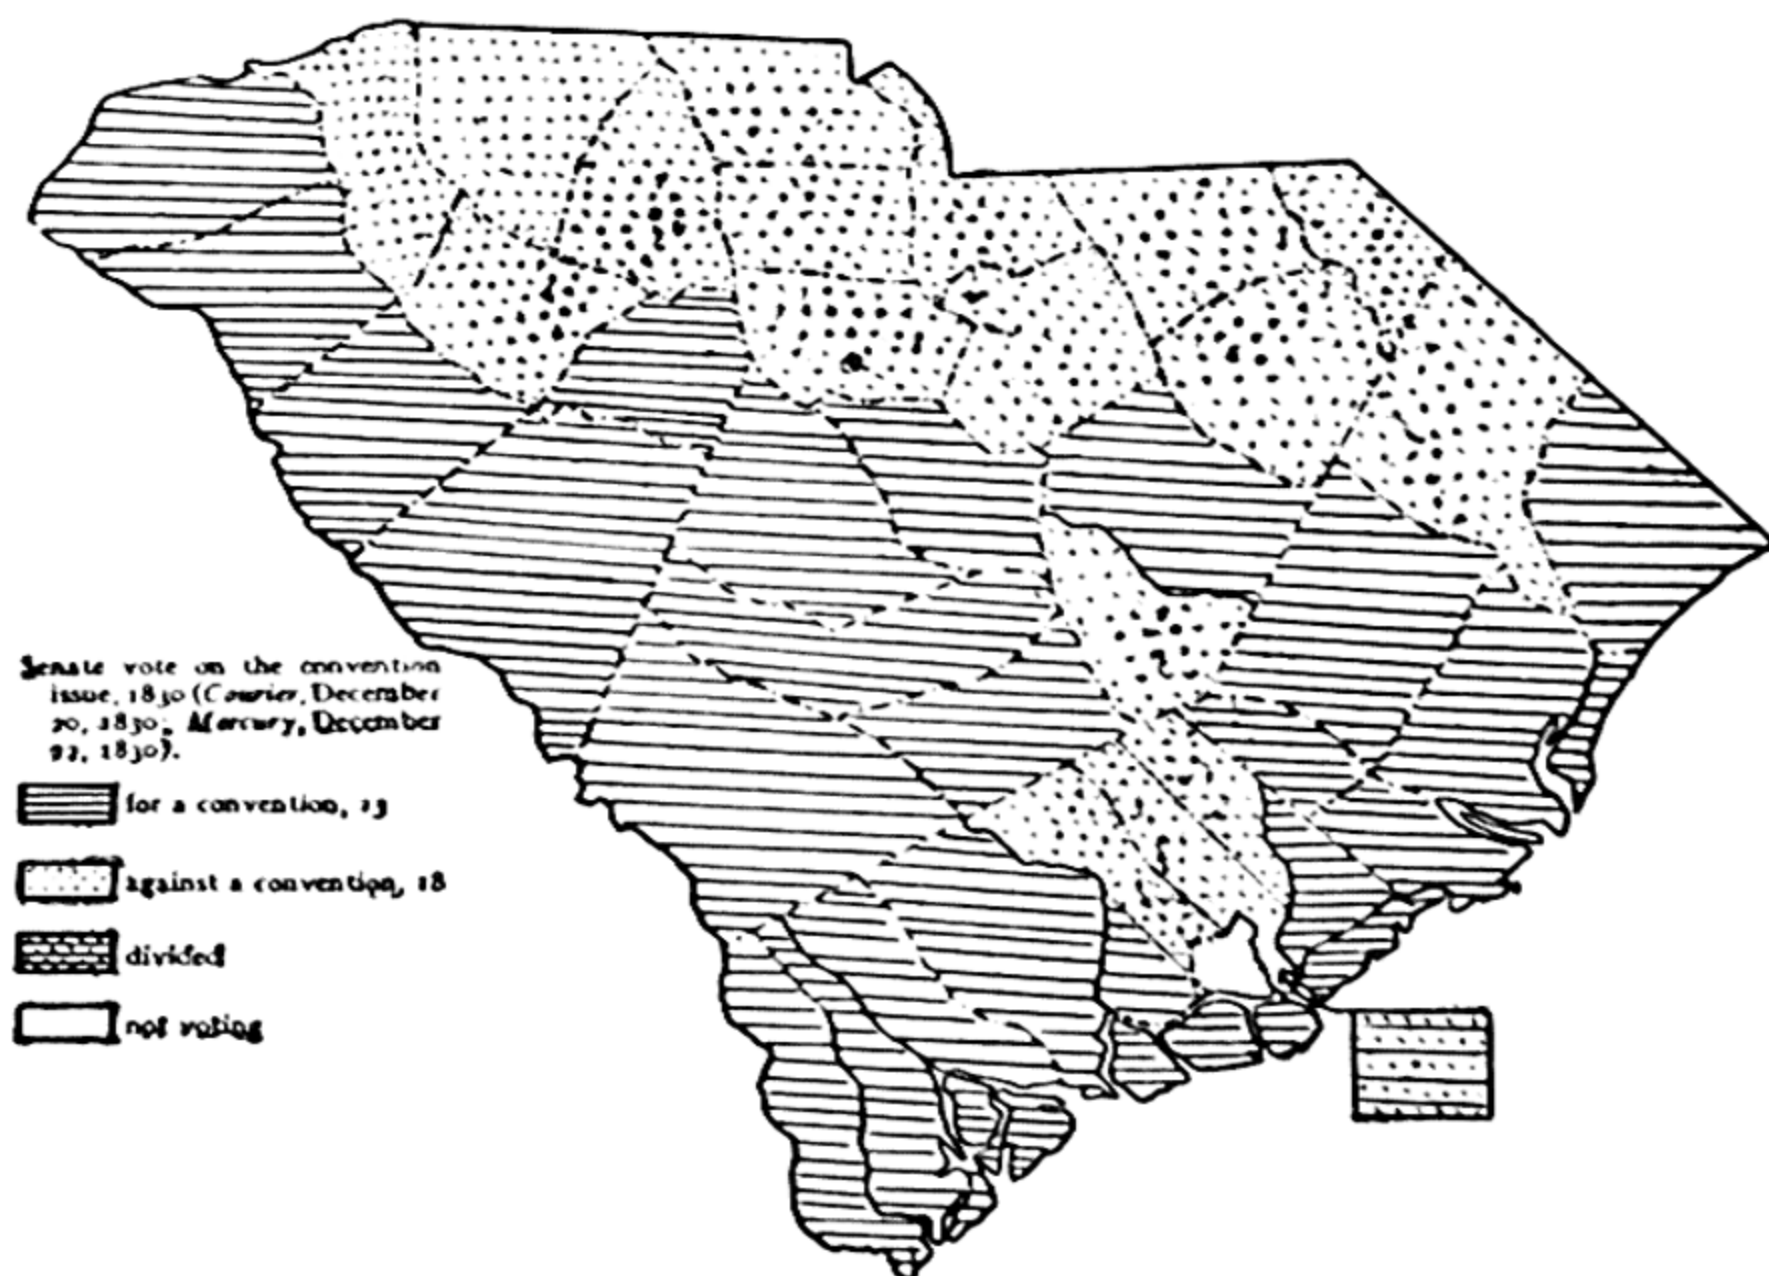 Senate vote on the convention
issue, 1830 (Courier, December
20, 1830; Mercury, December
22, 1830).
for a convention, 23
against a convention, 18
divided
not voting